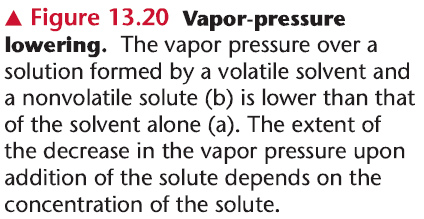 ▲ Figure 13.20 Vapor-pressure
lowering. The vapor pressure over a
solution formed by a volatile solvent and
a nonvolatile solute (b) is lower than that
of the solvent alone (a). The extent of
the decrease in the vapor pressure upon
addition of the solute depends on the
concentration of the solute.